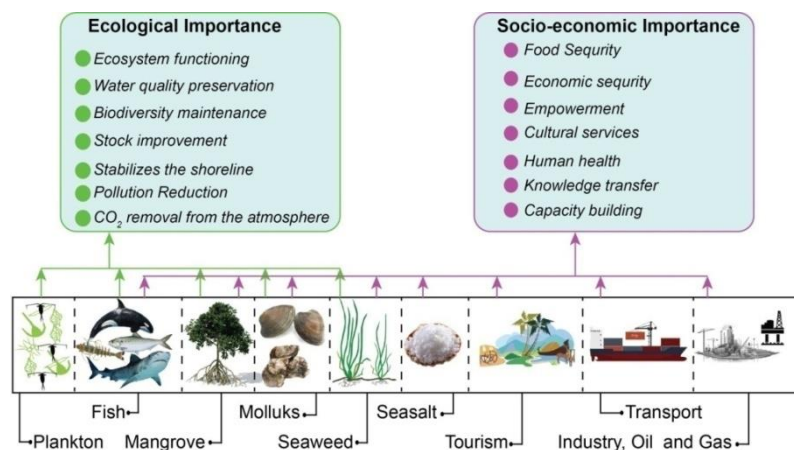 Ecological Importance
Ecosystem functioning
Water quality preservation
Biodiversity maintenance
Stock improvement
Stabilizes the shoreline
Pollution Reduction
CO₂ removal from the atmosphere
Socio-economic Importance
Food Sequrity
Economic sequrity
Empowerment
Cultural services
Human health
Knowledge transfer
Capacity building
Fish
Molluks
Seasalt
Transport
Plankton
Mangrove
Seaweed
Tourism
Industry, Oil and Gas